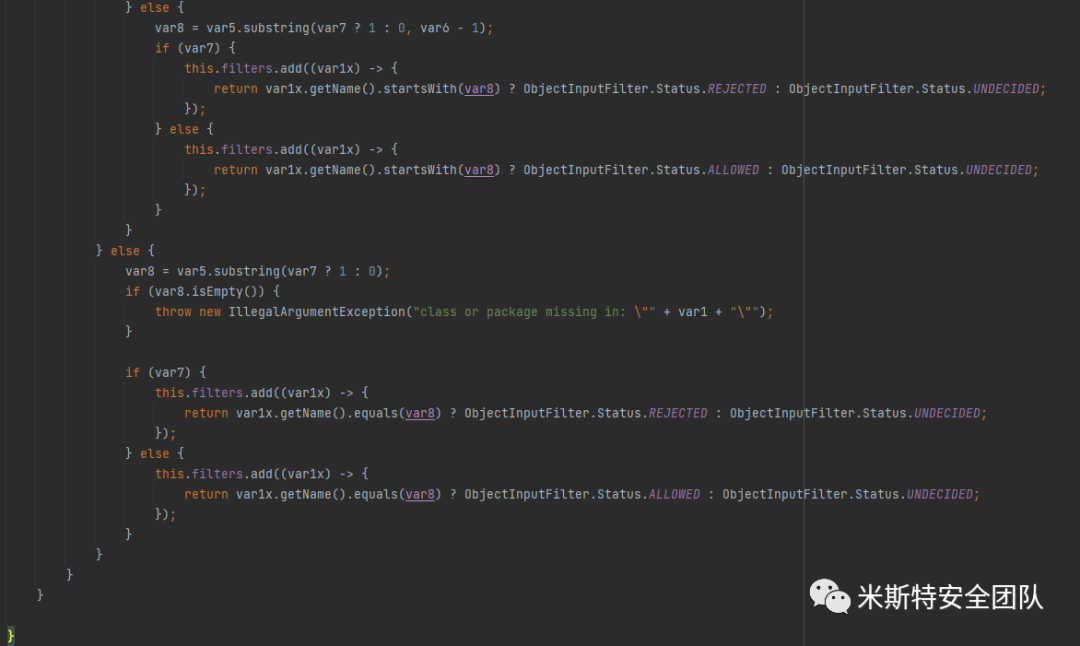 } else {
var8 = var5.substring(var7 ? 1 : 0, var6 - 1);
if (var7) {
this.filters.add((var1x) -> {
return var1x.getName().startsWith(var8) ? ObjectInputFilter.Status.REJECTED : ObjectInputFilter.Status.UNDECIDED;
});
} else {
this.filters.add((var1x) -> {
return var1x.getName().startsWith(var8) ? ObjectInputFilter.Status.ALLOWED : ObjectInputFilter.Status.UNDECIDED;
});
}
}
} else {
var8 = var5.substring(var7 ? 1 : 0);
if (var8.isEmpty()) {
throw new IllegalArgumentException("class or package missing in: \"" + var1 + "\"");
}
if (var7) {
this.filters.add((var1x) -> {
return var1x.getName().equals(var8) ? ObjectInputFilter.Status.REJECTED : ObjectInputFilter.Status.UNDECIDED;
});
} else {
this.filters.add((var1x) -> {
return var1x.getName().equals(var8) ? ObjectInputFilter.Status.ALLOWED : ObjectInputFilter.Status.UNDECIDED;
});
}
}
}
}
米斯特安全团队
}